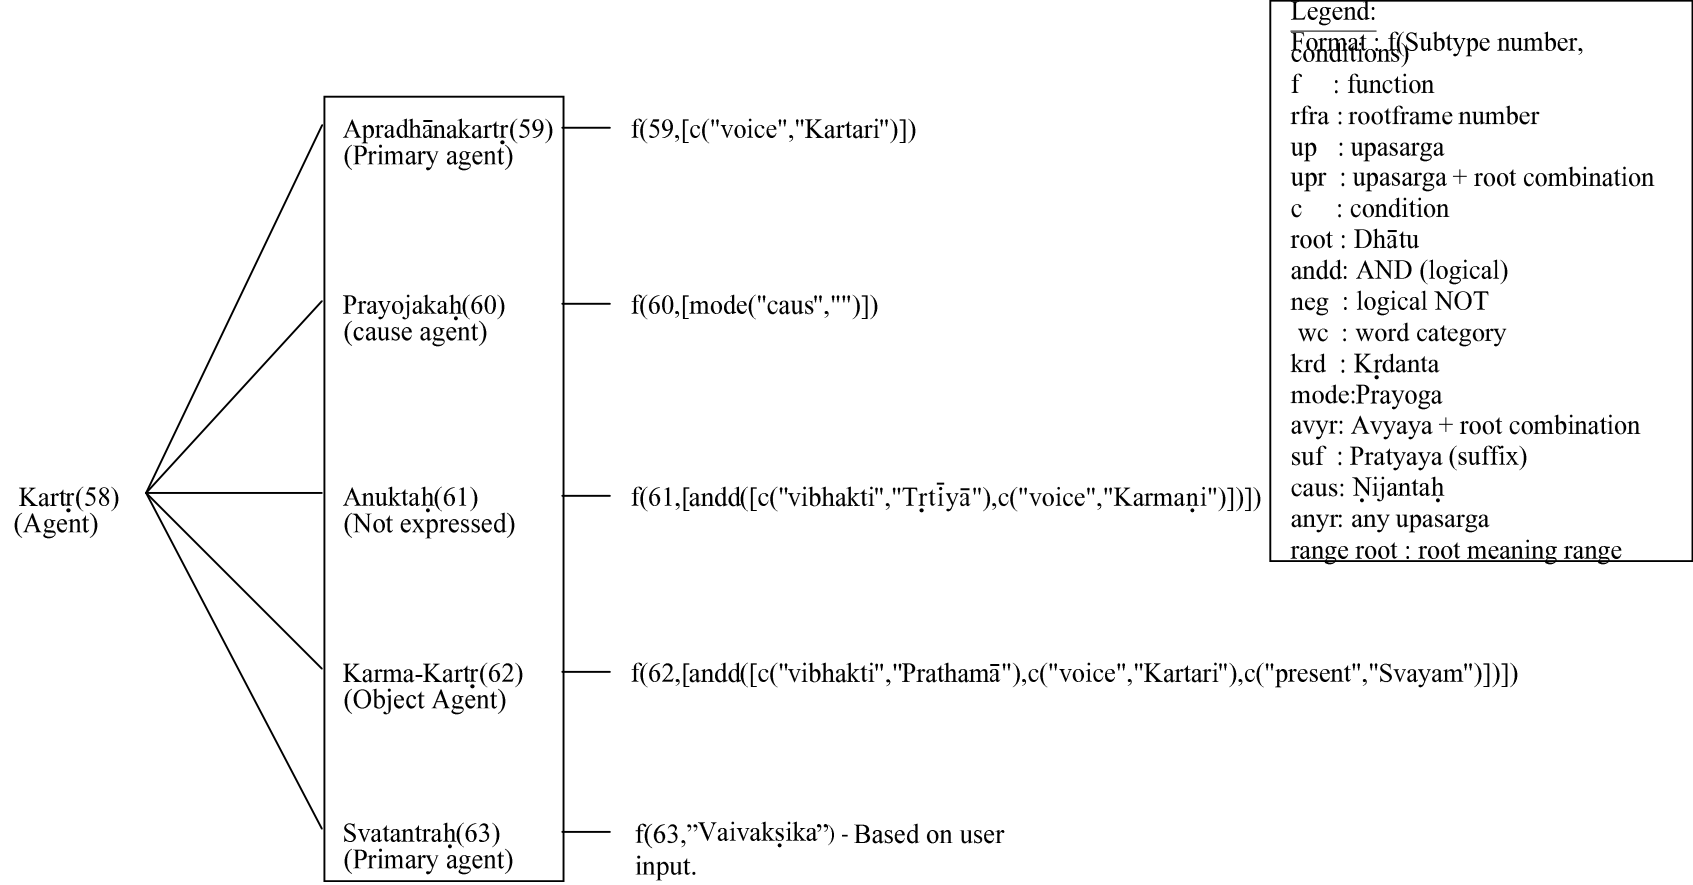 Kartṛ(58)
(Agent)
Apradhānakartṛ(59)
(Primary agent)
f(59,[c("voice","Kartari")])
Prayojakaḥ(60)
(cause agent)
f(60,[mode("caus","")])
Anuktaḥ(61)
(Not expressed)
f(61,[andd([c("vibhakti","Tṛtīyā"),c("voice","Karmaṇi")])])
Karma-Kartṛ(62)
(Object Agent)
f(62,[andd([c("vibhakti","Prathamā"),c("voice","Kartari"),c("present","Svayam")])])
Svatantraḥ(63)
(Primary agent)
f(63,”Vaivakṣika”) - Based on user
input.
Legend:
Format : f(Subtype number,
conditions)
f : function
rfra : rootframe number
up : upasarga
upr : upasarga + root combination
c : condition
root : Dhātu
andd: AND (logical)
neg : logical NOT
wc : word category
krd : Kṛdanta
mode:Prayoga
avyr: Avyaya + root combination
suf : Pratyaya (suffix)
caus: Ṇijantaḥ
anyr: any upasarga
range root : root meaning range